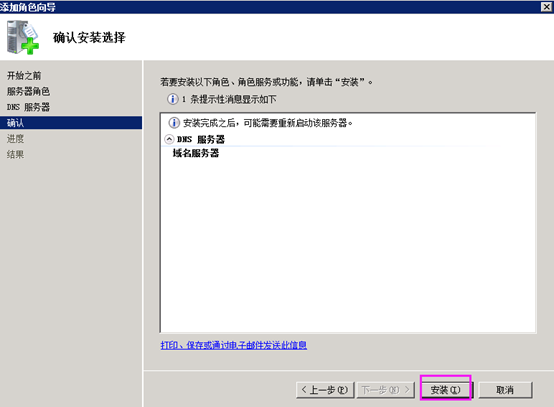 添加角色向导
确认安装选择
开始之前
服务器角色
DNS 服务器
确认
进度
结果
若要安装以下角色、角色服务或功能，请单击“安装”。
1 条提示性消息显示如下
安装完成之后，可能需要重新启动该服务器。
DNS 服务器
域名服务器
打印、保存或通过电子邮件发送此信息
< 上一步(P)
下一步(N) >
安装(I)
取消